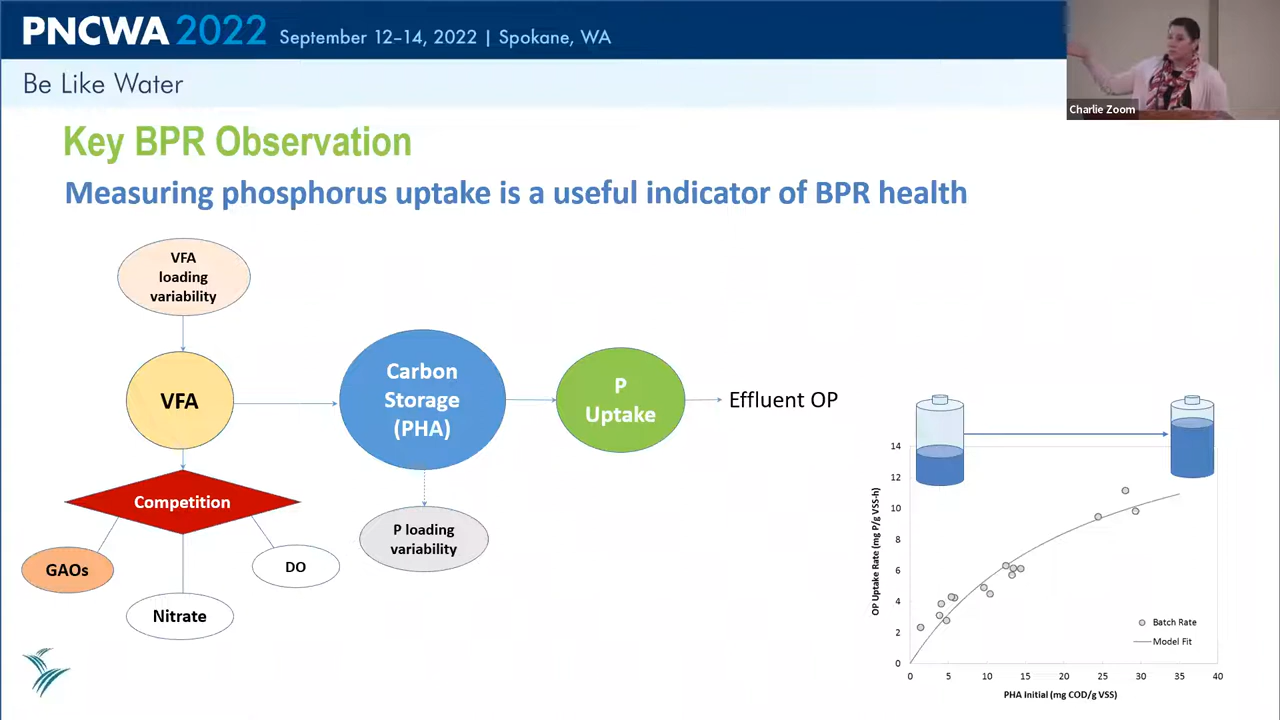 PNCWA 2022 September 12–14, 2022 | Spokane, WA
Be Like Water
Charlie Zoom
Key BPR Observation
Measuring phosphorus uptake is a useful indicator of BPR health
VFA
loading
variability
VFA
Carbon
Storage
(PHA)
P
Uptake
Effluent OP
Competition
GAOs
Nitrate
DO
P loading
variability
OP Uptake Rate (mg P/g VSS-h)
14
12
10
8
6
4
2
0
Batch Rate
Model Fit
0 5 10 15 20 25 30 35 40
PHA Initial (mg COD/g VSS)